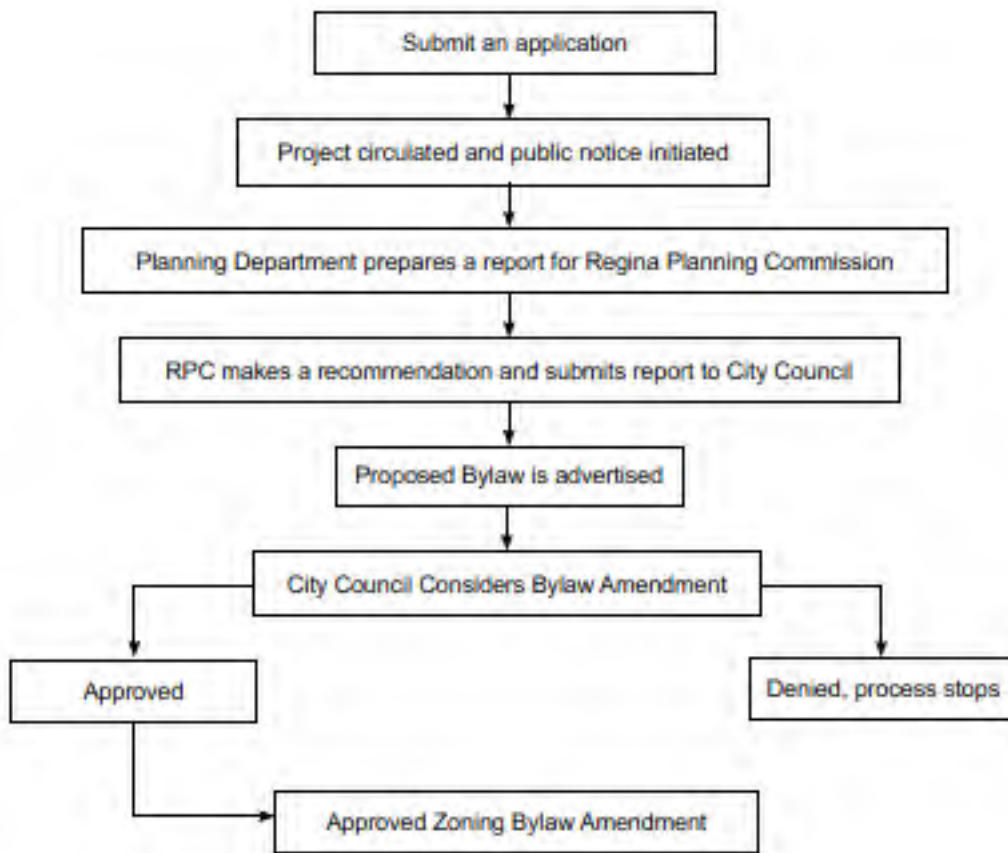 Submit an application
Project circulated and public notice initiated
Planning Department prepares a report for Regina Planning Commission
RPC makes a recommendation and submits report to City Council
Proposed Bylaw is advertised
City Council Considers Bylaw Amendment
Approved
Denied, process stops
Approved Zoning Bylaw Amendment